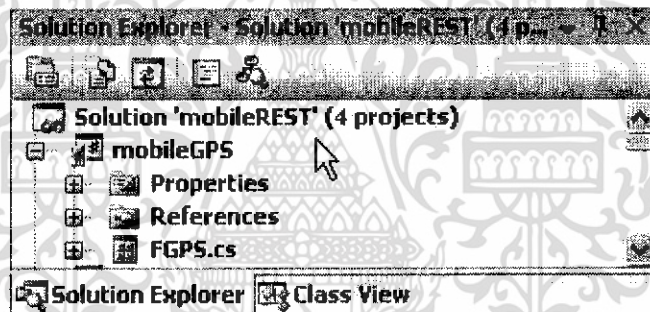 Solution Explorer - Solution 'mobileREST' (4 p...
Solution 'mobileREST' (4 projects)
mobileGPS
Properties
References
FGPS.cs
Solution Explorer Class View